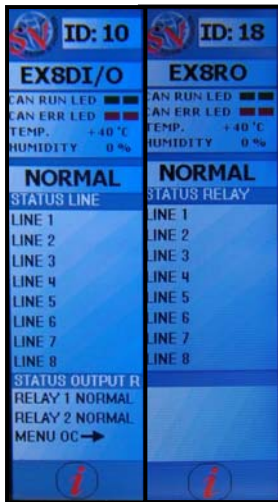 SV ID: 10
EX8DI/O
CAN RUN LED
CAN ERR LED
TEMP. +40°C
HUMIDITY 0 %
NORMAL
STATUS LINE
LINE 1
LINE 2
LINE 3
LINE 4
LINE 5
LINE 6
LINE 7
LINE 8
STATUS OUTPUT R
RELAY 1 NORMAL
RELAY 2 NORMAL
MENU OC→
i
SV ID: 18
EX8RO
CAN RUN LED
CAN ERR LED
TEMP. +40°C
HUMIDITY 0 %
NORMAL
STATUS RELAY
LINE 1
LINE 2
LINE 3
LINE 4
LINE 5
LINE 6
LINE 7
LINE 8
i